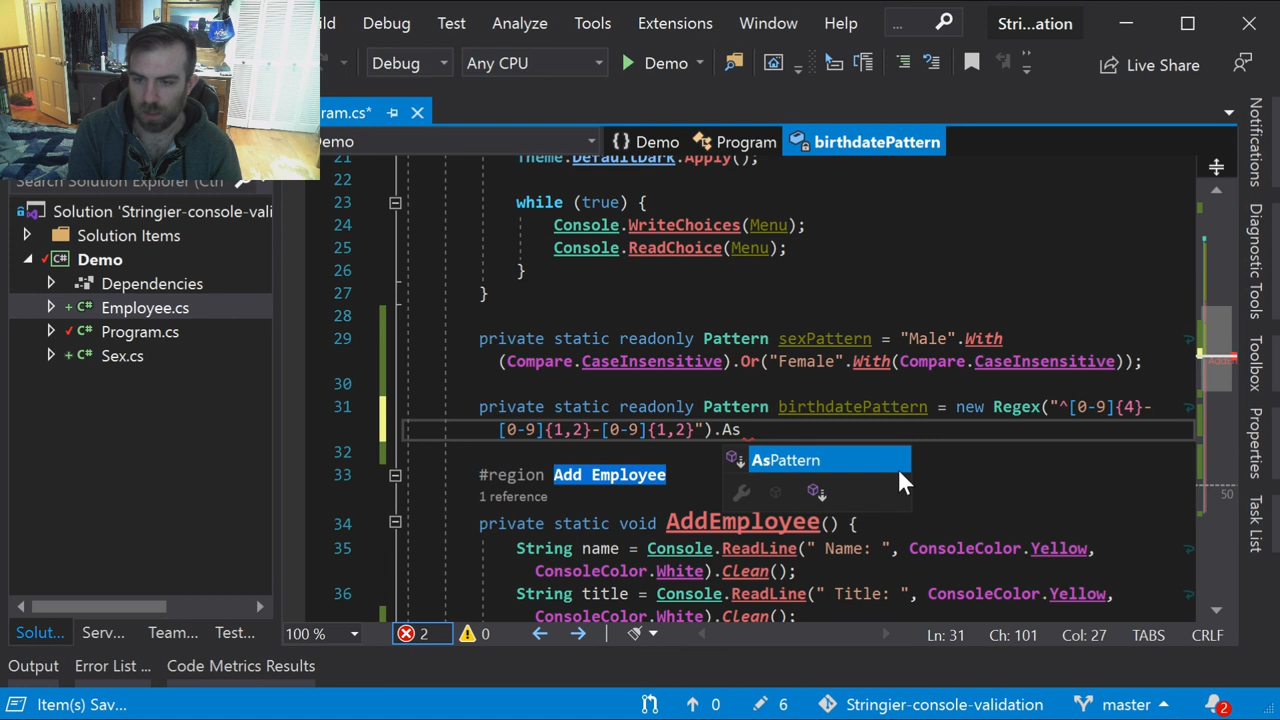 ld Debug Test Analyze Tools Extensions Window Help ... Stri...ation
Debug Any CPU Demo Live Share
ram.cs*
emo Demo Program birthdatePattern
Search Solution Explorer (Ctr
Solution 'Stringier-console-vali
Solution Items
Demo
Dependencies
Employee.cs
Program.cs
Sex.cs
21 Theme.DefaultDark.Apply();
22
23 while (true) {
24 Console.WriteChoices(Menu);
25 Console.ReadChoice(Menu);
26 }
27 }
28
29 private static readonly Pattern sexPattern = "Male".With
(Compare.CaseInsensitive).Or("Female".With(Compare.CaseInsensitive));
30
31 private static readonly Pattern birthdatePattern = new Regex("^[0-9]{4}-
[0-9]{1,2}-[0-9]{1,2}").As
32 AsPattern
33 #region Add Employee
1 reference
34 private static void AddEmployee() {
35 String name = Console.ReadLine(" Name: ", ConsoleColor.Yellow,
ConsoleColor.White).Clean();
36 String title = Console.ReadLine(" Title: ", ConsoleColor.Yellow,
ConsoleColor.White).Clean();
50
Notifications
Diagnostic Tools
Toolbox
Properties
Task List
Solut... Serv... Team... Test...
100 % 2 0 Ln: 31 Ch: 101 Col: 27 TABS CRLF
Output Error List ... Code Metrics Results
Item(s) Sav... 0 6 Stringier-console-validation master 2